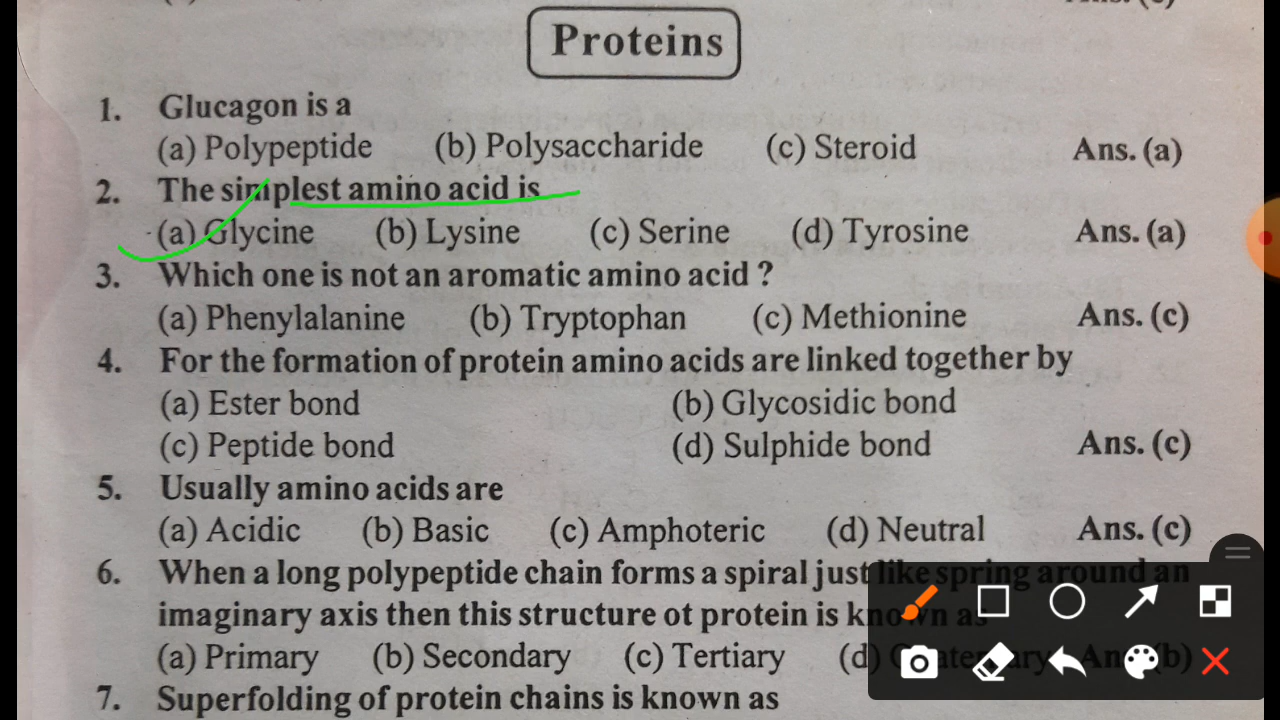 Proteins
1. Glucagon is a
(a) Polypeptide (b) Polysaccharide (c) Steroid Ans. (a)
2. The simplest amino acid is
(a) Glycine (b) Lysine (c) Serine (d) Tyrosine Ans. (a)
3. Which one is not an aromatic amino acid ?
(a) Phenylalanine (b) Tryptophan (c) Methionine Ans. (c)
4. For the formation of protein amino acids are linked together by
(a) Ester bond (b) Glycosidic bond
(c) Peptide bond (d) Sulphide bond Ans. (c)
5. Usually amino acids are
(a) Acidic (b) Basic (c) Amphoteric (d) Neutral Ans. (c)
6. When a long polypeptide chain forms a spiral just like spring around an
imaginary axis then this structure ot protein is known as
(a) Primary (b) Secondary (c) Tertiary (d) (b)
7. Superfolding of protein chains is known as